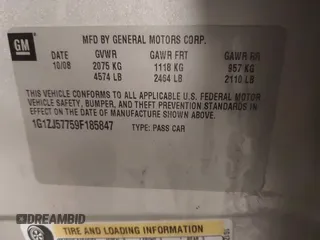 GM
MFD BY GENERAL MOTORS CORP.
DATE GVWR GAWR FRT GAWR RR
10/08 2075 KG 1118 KG 957 KG
4574 LB 2464 LB 2110 LB
THIS VEHICLE CONFORMS TO ALL APPLICABLE U.S. FEDERAL MOTOR
VEHICLE SAFETY, BUMPER, AND THEFT PREVENTION STANDARDS
IN EFFECT ON THE DATE OF MANUFACTURE SHOWN ABOVE.
1G1ZJ57759F185847 TYPE: PASS CAR
TIRE AND LOADING INFORMATION
DREAMBID